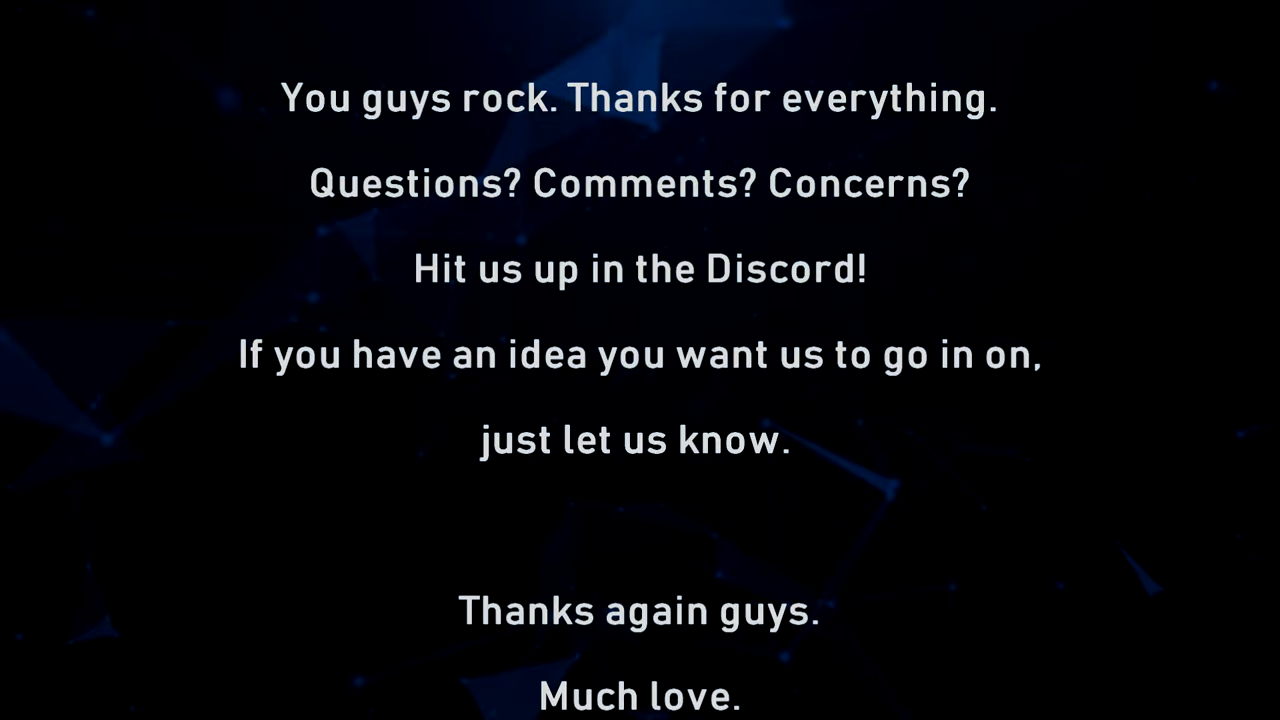 You guys rock. Thanks for everything.
Questions? Comments? Concerns?
Hit us up in the Discord!
If you have an idea you want us to go in on,
just let us know.
Thanks again guys.
Much love.